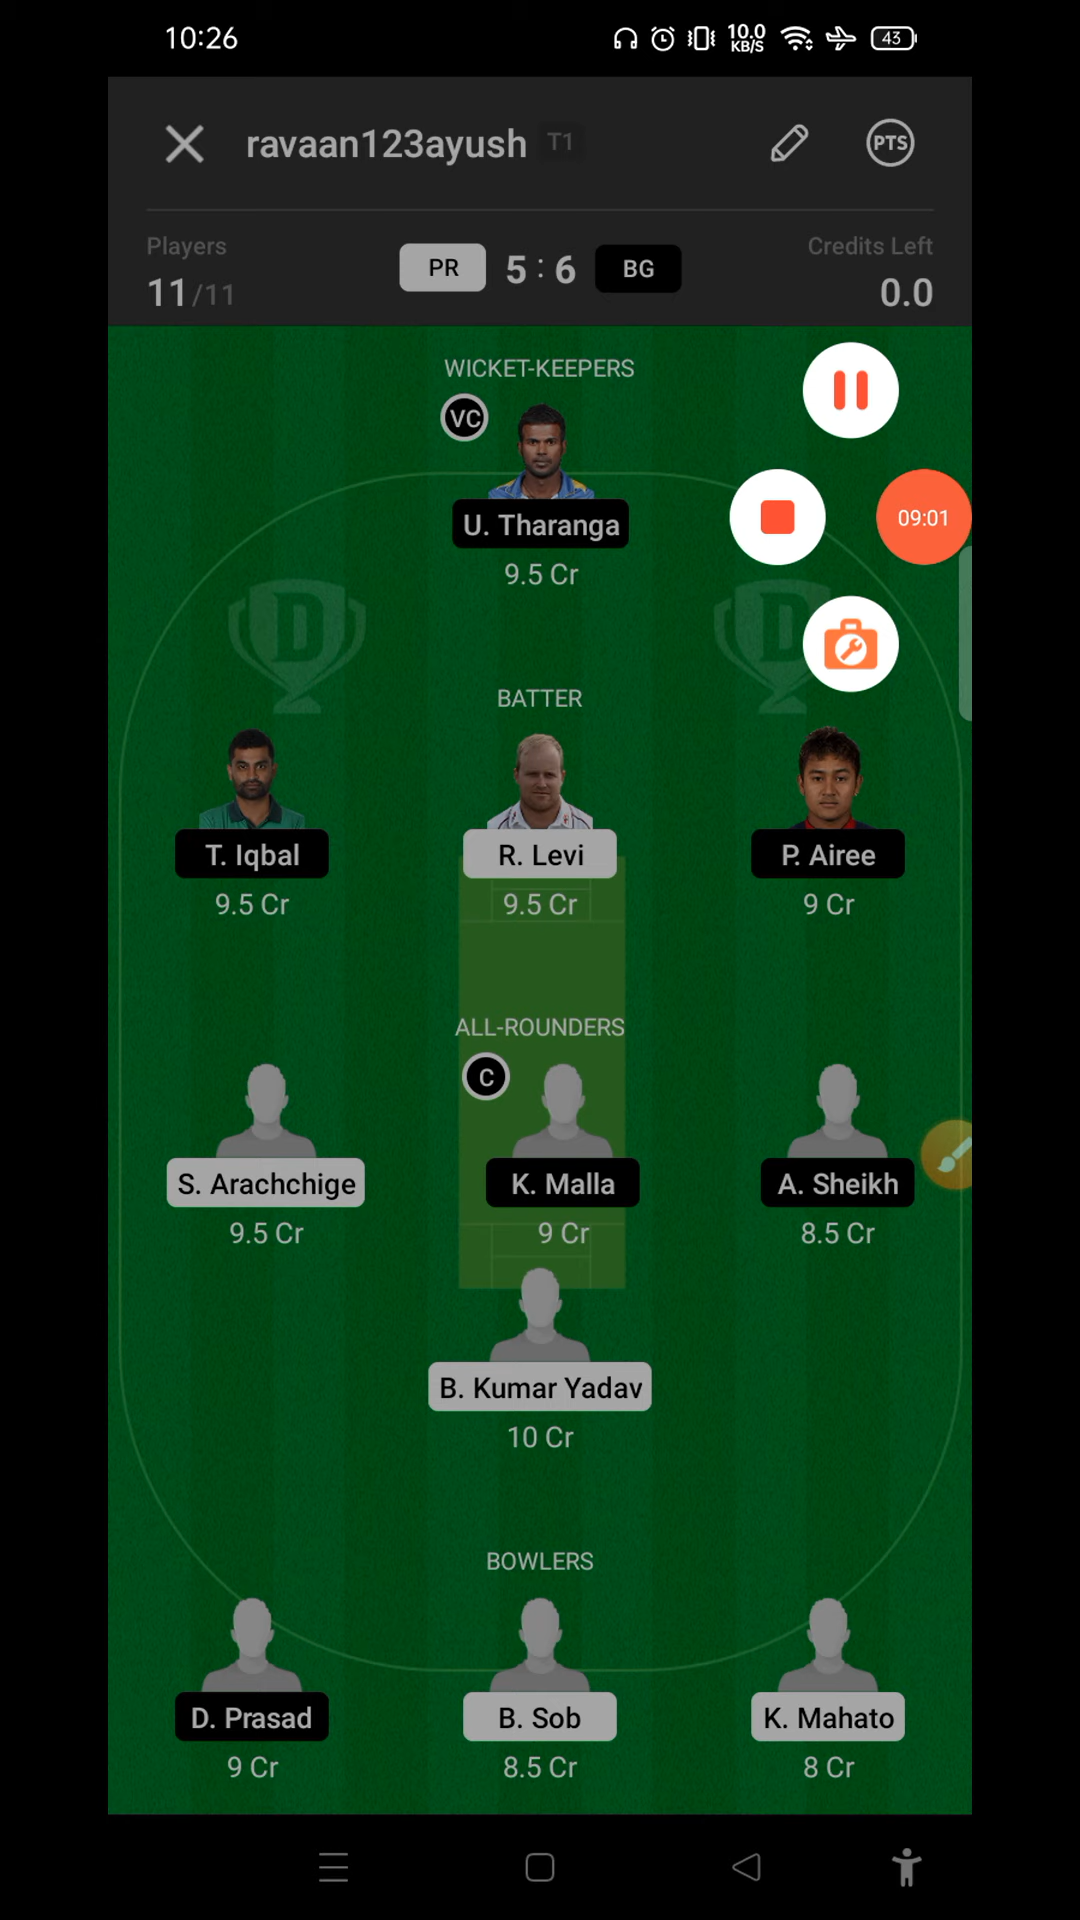 10:26
10.0
KB/S
43
ravaan123ayush T1
PTS
Players
11/11
PR 5 : 6 BG
Credits Left
0.0
WICKET-KEEPERS
VC
U. Tharanga
9.5 Cr
09:01
D
D
BATTER
T. Iqbal
9.5 Cr
R. Levi
9.5 Cr
P. Airee
9 Cr
ALL-ROUNDERS
S. Arachchige
9.5 Cr
C
K. Malla
9 Cr
A. Sheikh
8.5 Cr
B. Kumar Yadav
10 Cr
BOWLERS
D. Prasad
9 Cr
B. Sob
8.5 Cr
K. Mahato
8 Cr